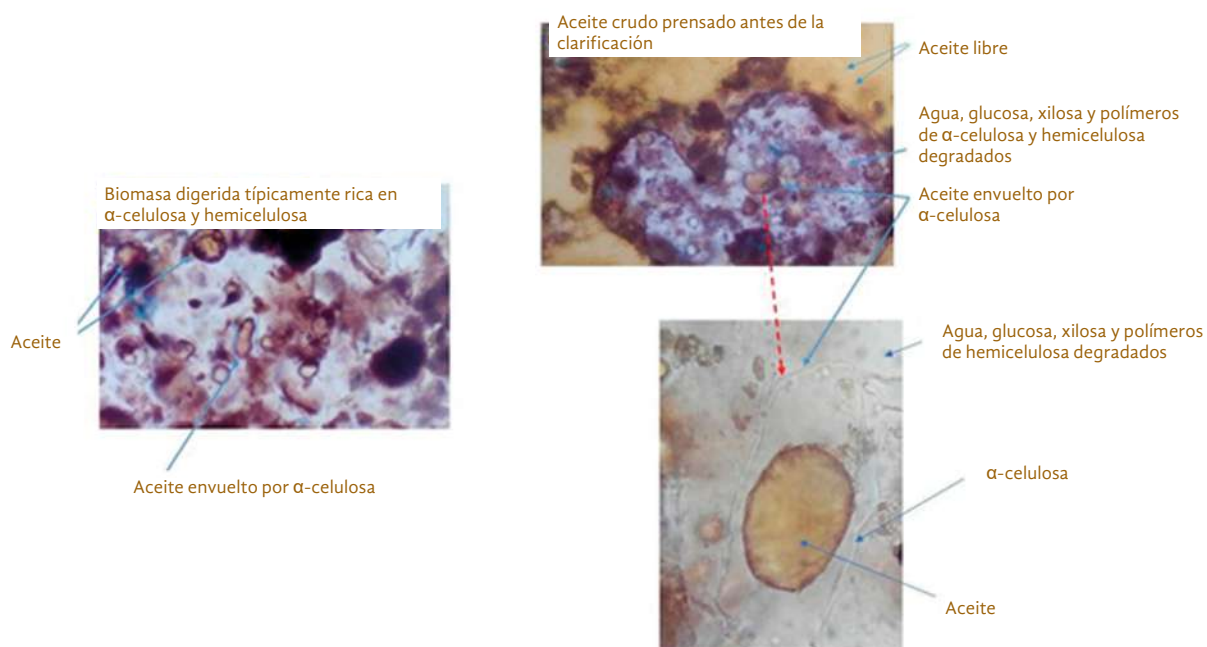 Aceite crudo prensado antes de la
clarificación
Aceite libre
Agua, glucosa, xilosa y polímeros
de α-celulosa y hemicelulosa
degradados
Aceite envuelto por
α-celulosa
Biomasa digerida típicamente rica en
α-celulosa y hemicelulosa
Aceite
Aceite envuelto por α-celulosa
Agua, glucosa, xilosa y polímeros
de hemicelulosa degradados
α-celulosa
Aceite